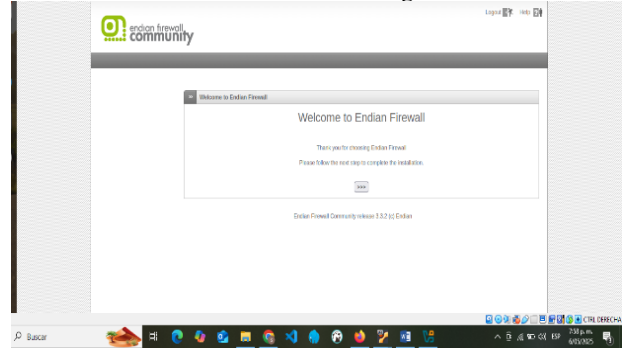 Logout Help
endian firewall
community
Welcome to Endian Firewall
Welcome to Endian Firewall
Thank you for choosing Endian Firewall
Please follow the next step to complete the installation.
>>>
Endian Firewall Community release 3.3.2 (c) Endian
CTRL DERECHA
Buscar
ESP
7:58 p. m.
6/05/2025